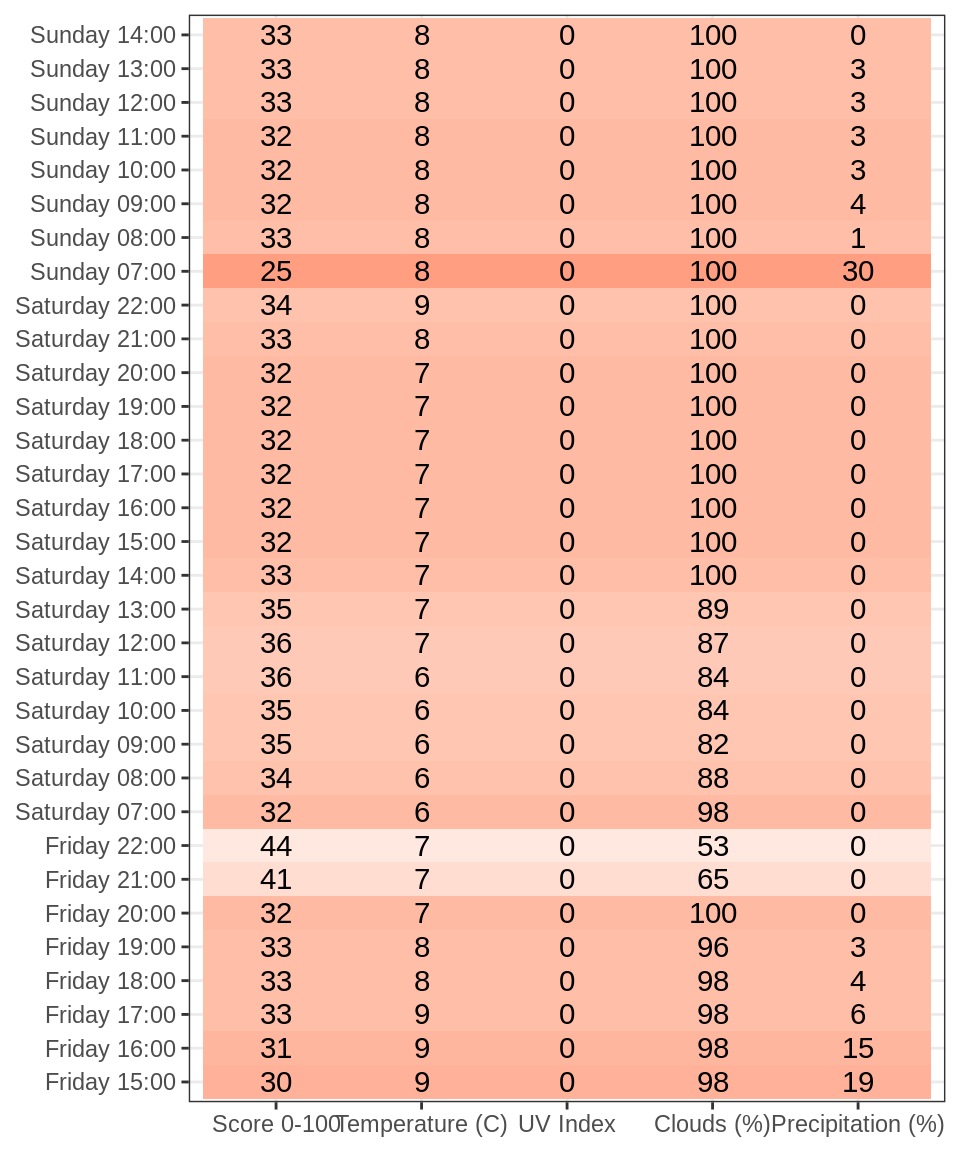 Sunday 14:00 33 8 0 100 0
Sunday 13:00 33 8 0 100 3
Sunday 12:00 33 8 0 100 3
Sunday 11:00 32 8 0 100 3
Sunday 10:00 32 8 0 100 3
Sunday 09:00 32 8 0 100 4
Sunday 08:00 33 8 0 100 1
Sunday 07:00 25 8 0 100 30
Saturday 22:00 34 9 0 100 0
Saturday 21:00 33 8 0 100 0
Saturday 20:00 32 7 0 100 0
Saturday 19:00 32 7 0 100 0
Saturday 18:00 32 7 0 100 0
Saturday 17:00 32 7 0 100 0
Saturday 16:00 32 7 0 100 0
Saturday 15:00 32 7 0 100 0
Saturday 14:00 33 7 0 100 0
Saturday 13:00 35 7 0 89 0
Saturday 12:00 36 7 0 87 0
Saturday 11:00 36 6 0 84 0
Saturday 10:00 35 6 0 84 0
Saturday 09:00 35 6 0 82 0
Saturday 08:00 34 6 0 88 0
Saturday 07:00 32 6 0 98 0
Friday 22:00 44 7 0 53 0
Friday 21:00 41 7 0 65 0
Friday 20:00 32 7 0 100 0
Friday 19:00 33 8 0 96 3
Friday 18:00 33 8 0 98 4
Friday 17:00 33 9 0 98 6
Friday 16:00 31 9 0 98 15
Friday 15:00 30 9 0 98 19
Score 0-100 Temperature (C) UV Index Clouds (%) Precipitation (%)